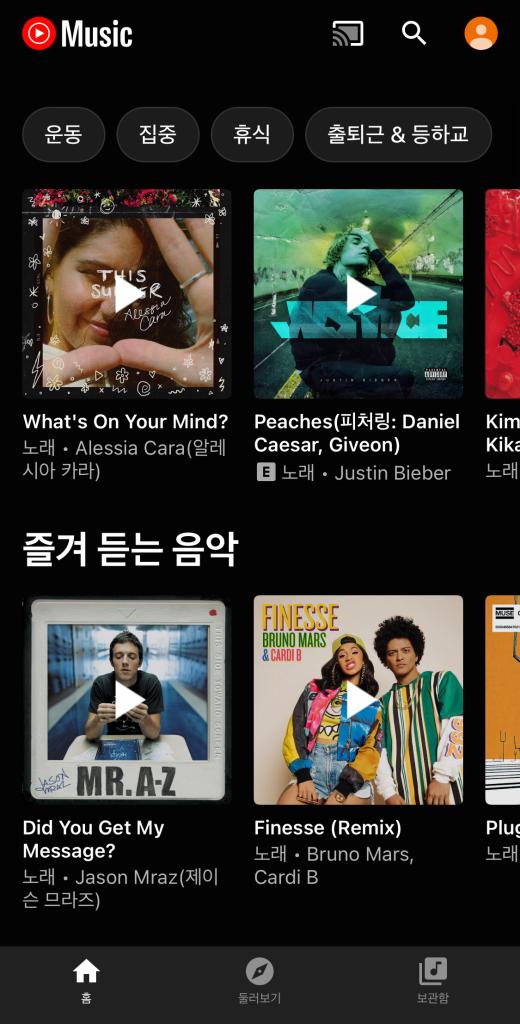 Music
운동 집중 휴식 출퇴근 & 등하교
THIS
SUMMER
Alessia
Cara
JUSTICE
JUSTIN BIEBER
What's On Your Mind?
노래 • Alessia Cara(알레
시아 카라)
Peaches(피처링: Daniel
Caesar, Giveon)
E 노래 • Justin Bieber
Kim
Kika
노래
즐겨 듣는 음악
JASON
MRAZ
MR.A-Z
FINESSE
BRUNO MARS
& CARDI B
MUSE
Did You Get My
Message?
노래 • Jason Mraz(제이
슨 므라즈)
Finesse (Remix)
노래 • Bruno Mars,
Cardi B
Plug
노래
홈 둘러보기 보관함